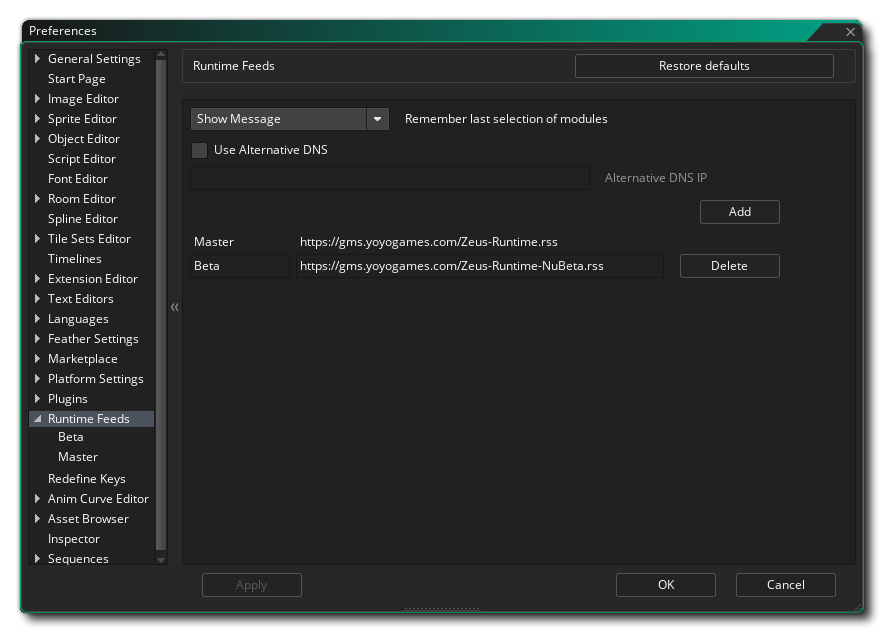 Preferences
General Settings
Start Page
Image Editor
Sprite Editor
Object Editor
Script Editor
Font Editor
Room Editor
Spline Editor
Tile Sets Editor
Timelines
Extension Editor
Text Editors
Languages
Feather Settings
Marketplace
Platform Settings
Plugins
Runtime Feeds
Beta
Master
Redefine Keys
Anim Curve Editor
Asset Browser
Inspector
Sequences
Runtime Feeds
Restore defaults
Show Message
Remember last selection of modules
Use Alternative DNS
Alternative DNS IP
Add
Master https://gms.yoyogames.com/Zeus-Runtime.rss
Beta https://gms.yoyogames.com/Zeus-Runtime-NuBeta.rss Delete
Apply OK Cancel